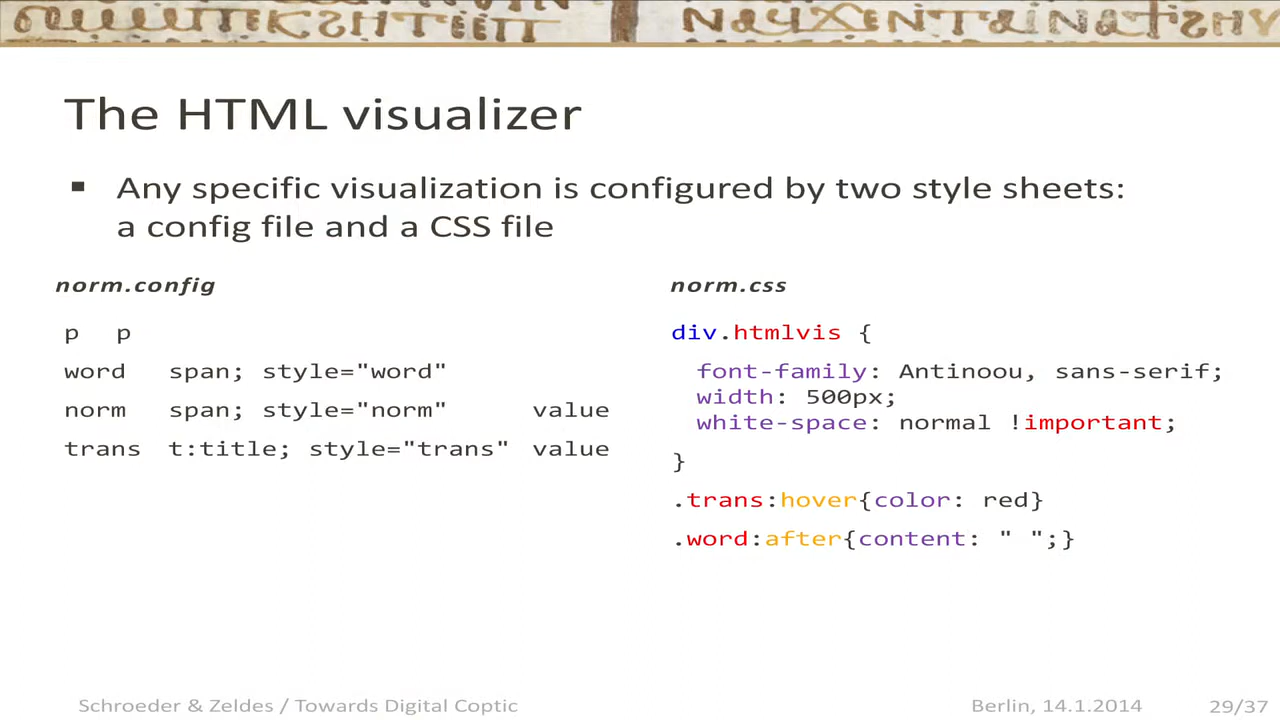 The HTML visualizer
▪ Any specific visualization is configured by two style sheets:
a config file and a CSS file
norm.config
p p
word span; style="word"
norm span; style="norm" value
trans t:title; style="trans" value
norm.css
div.htmlvis {
font-family: Antinoou, sans-serif;
width: 500px;
white-space: normal !important;
}
.trans:hover{color: red}
.word:after{content: " ";}
Schroeder & Zeldes / Towards Digital Coptic
Berlin, 14.1.2014
29/37